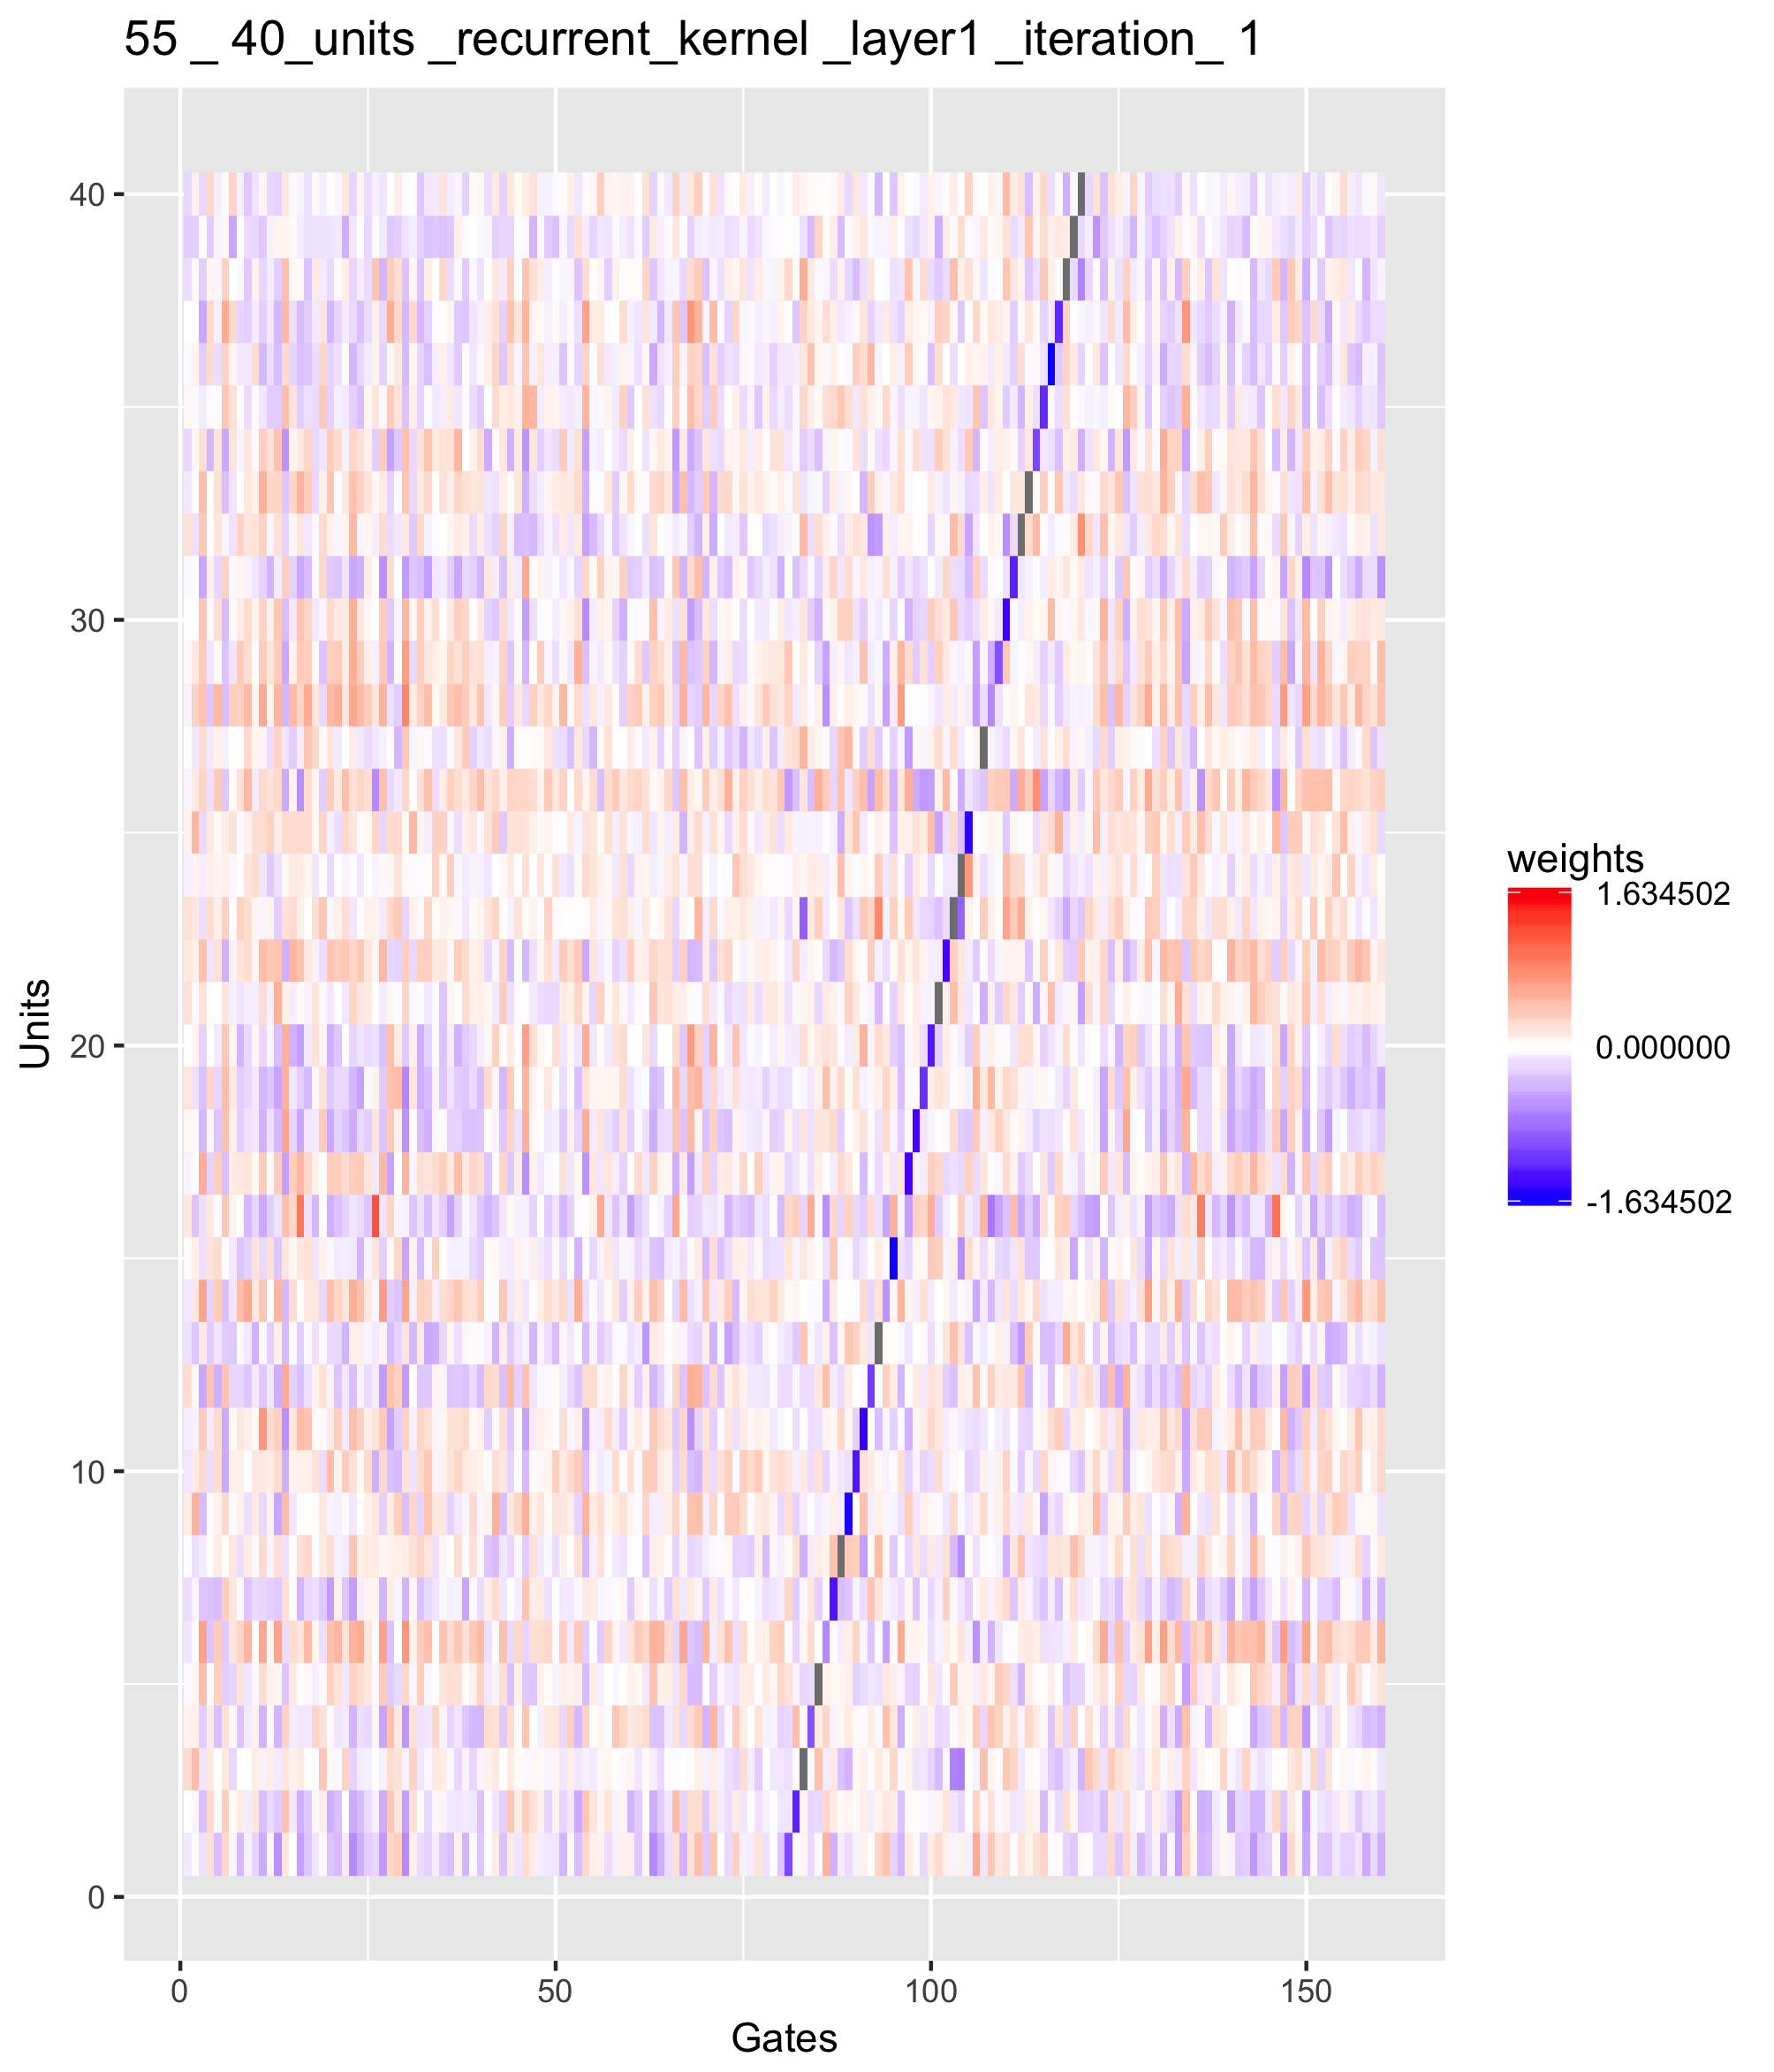 55 _ 40_units _recurrent_kernel _layer1 _iteration_ 1
40
30
20
10
0
Units
0 50 100 150
Gates
weights
1.634502
0.000000
-1.634502